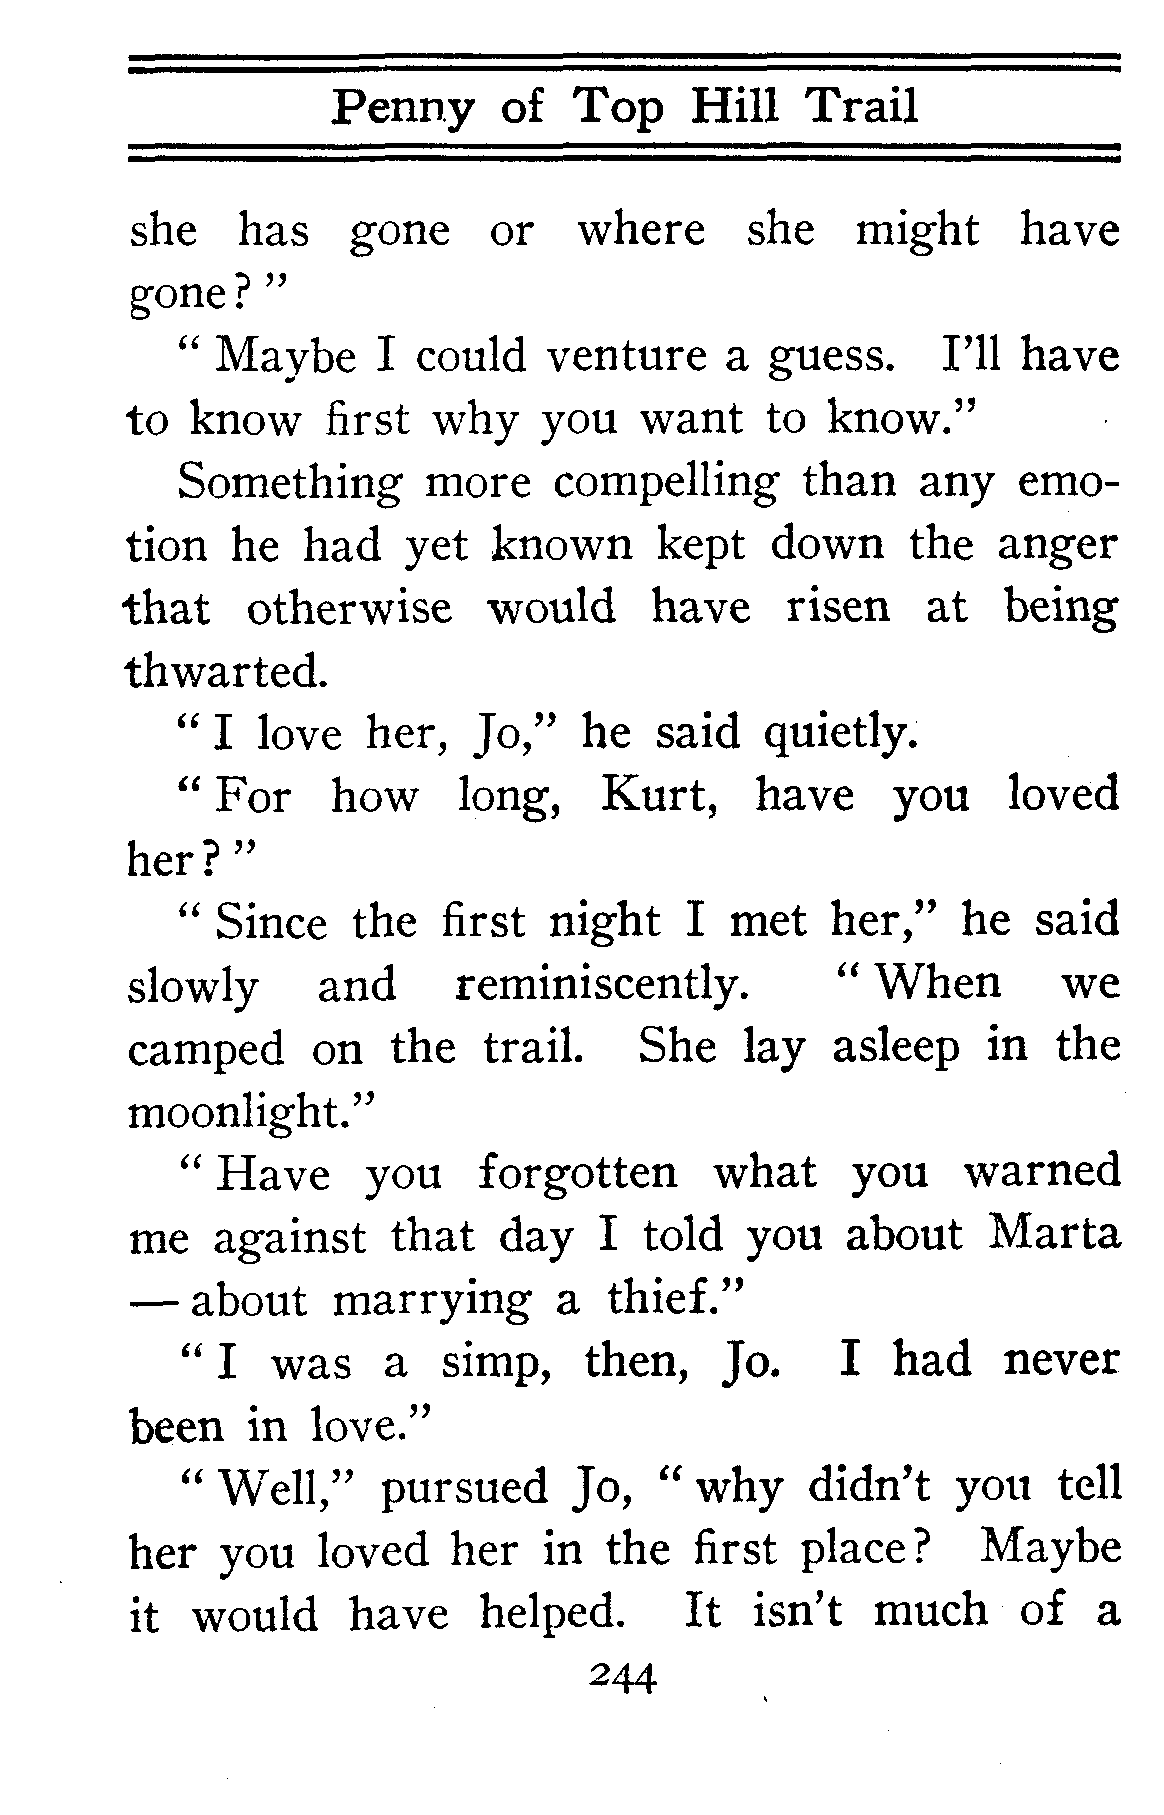 Penny of Top Hill Trail
she has gone or where she might have
gone? "
" Maybe I could venture a guess. I'll have
to know first why you want to know."
Something more compelling than any emo-
tion he had yet known kept down the anger
that otherwise would have risen at being
thwarted.
" I love her, Jo," he said quietly.
" For how long, Kurt, have you loved
her? "
" Since the first night I met her," he said
slowly and reminiscently. " When we
camped on the trail. She lay asleep in the
moonlight."
" Have you forgotten what you warned
me against that day I told you about Marta
— about marrying a thief."
" I was a simp, then, Jo. I had never
been in love."
" Well," pursued Jo, " why didn't you tell
her you loved her in the first place? Maybe
it would have helped. It isn't much of a
244